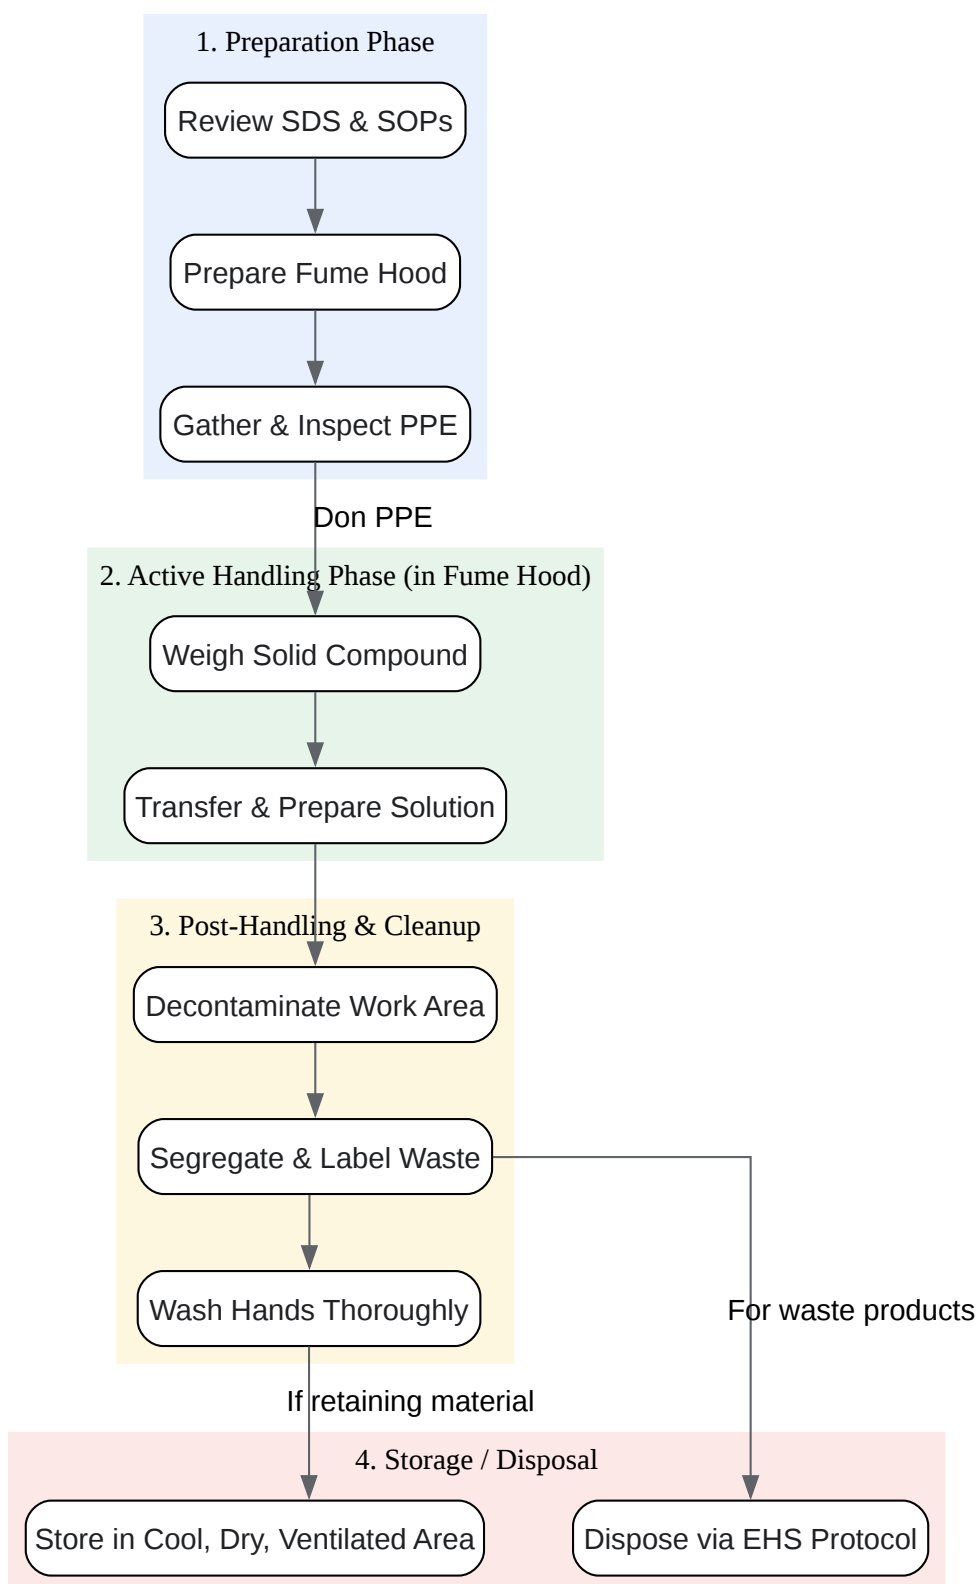 1. Preparation Phase
Review SDS & SOPs
Prepare Fume Hood
Gather & Inspect PPE
Don PPE
2. Active Handling Phase (in Fume Hood)
Weigh Solid Compound
Transfer & Prepare Solution
3. Post-Handling & Cleanup
Decontaminate Work Area
Segregate & Label Waste
Wash Hands Thoroughly
For waste products
If retaining material
4. Storage / Disposal
Store in Cool, Dry, Ventilated Area
Dispose via EHS Protocol